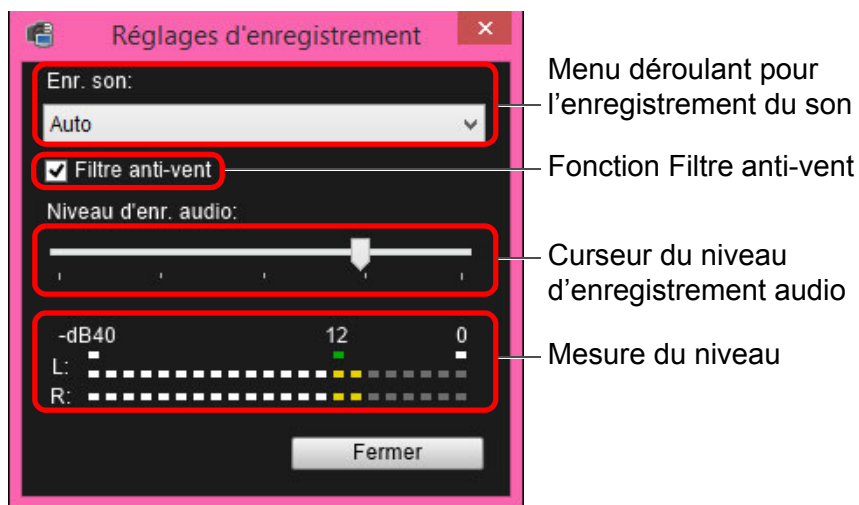 Réglages d'enregistrement
Enr. son:
Auto
Filtre anti-vent
Niveau d'enr. audio:
-dB40 12 0
L:
R:
Fermer
Menu déroulant pour
l’enregistrement du son
Fonction Filtre anti-vent
Curseur du niveau
d’enregistrement audio
Mesure du niveau